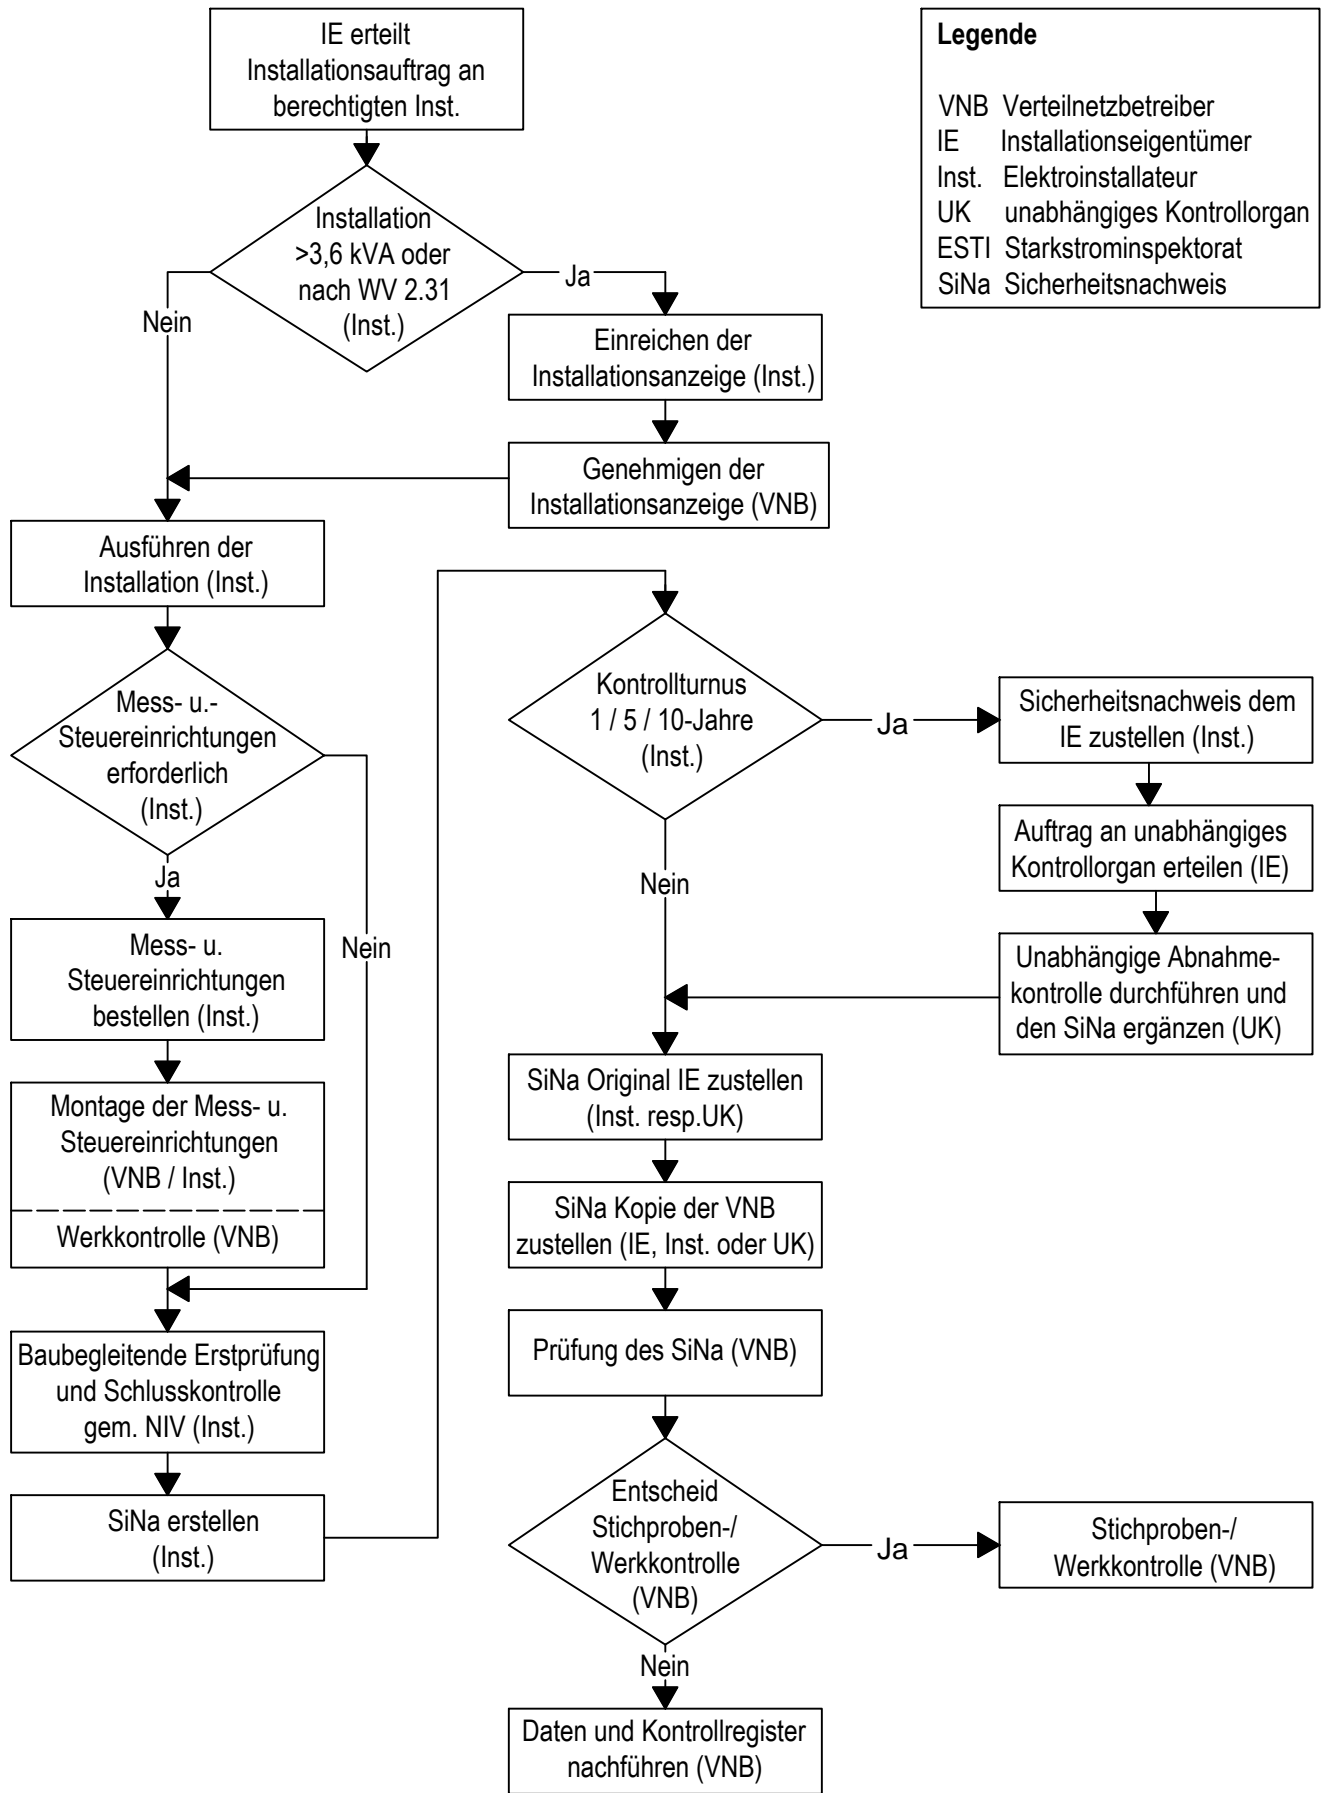 IE erteilt
Installationsauftrag an
berechtigten Inst.
Legende
VNB Verteilnetzbetreiber
IE Installationseigentümer
Inst. Elektroinstallateur
UK unabhängiges Kontrollorgan
ESTI Starkstrominspektorat
SiNa Sicherheitsnachweis
Installation
>3,6 kVA oder
nach WV 2.31
(Inst.)
Ja
Nein
Einreichen der
Installationsanzeige (Inst.)
Genehmigen der
Installationsanzeige (VNB)
Ausführen der
Installation (Inst.)
Mess- u.-
Steuereinrichtungen
erforderlich
(Inst.)
Ja
Nein
Mess- u.
Steuereinrichtungen
bestellen (Inst.)
Montage der Mess- u.
Steuereinrichtungen
(VNB / Inst.)
Werkkontrolle (VNB)
Baubegleitende Erstprüfung
und Schlusskontrolle
gem. NIV (Inst.)
SiNa erstellen
(Inst.)
Kontrollturnus
1 / 5 / 10-Jahre
(Inst.)
Ja
Nein
Sicherheitsnachweis dem
IE zustellen (Inst.)
Auftrag an unabhängiges
Kontrollorgan erteilen (IE)
Unabhängige Abnahme-
kontrolle durchführen und
den SiNa ergänzen (UK)
SiNa Original IE zustellen
(Inst. resp.UK)
SiNa Kopie der VNB
zustellen (IE, Inst. oder UK)
Prüfung des SiNa (VNB)
Entscheid
Stichproben-/
Werkkontrolle
(VNB)
Ja
Stichproben-/
Werkkontrolle (VNB)
Nein
Daten und Kontrollregister
nachführen (VNB)